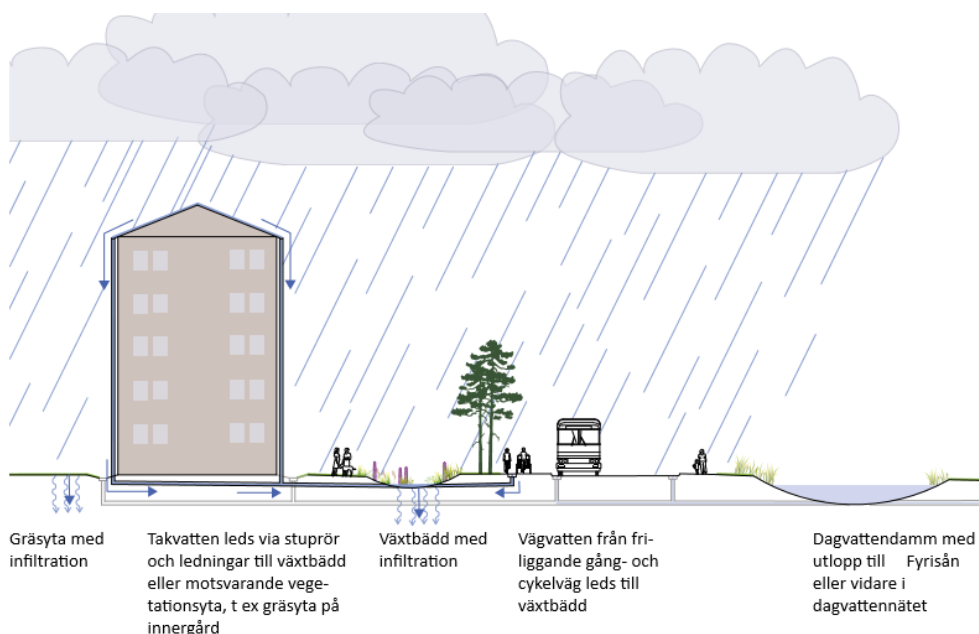 Gräsyta med
infiltration
Takvatten leds via stuprör
och ledningar till växtbädd
eller motsvarande vege-
tationsyta, t ex gräsyta på
innergård
Växtbädd med
infiltration
Vägvatten från fri-
liggande gång- och
cykelväg leds till
växtbädd
Dagvattendamm med
utlopp till Fyrisån
eller vidare i
dagvattennätet